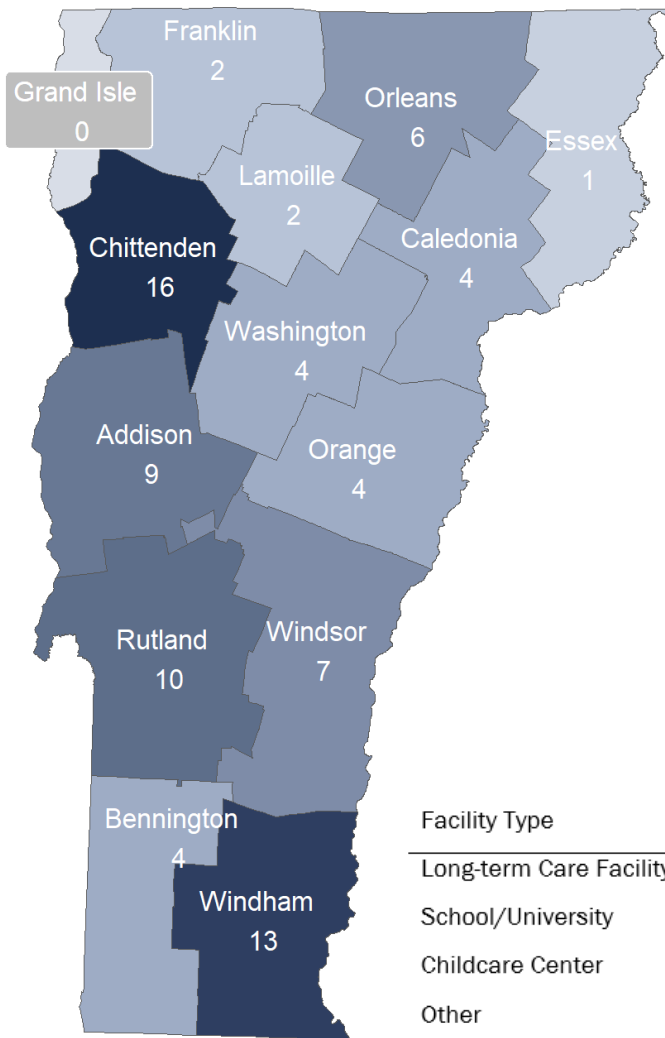 Franklin
2
Grand Isle
0
Orleans
6
Essex
1
Lamoille
2
Chittenden
16
Caledonia
4
Washington
4
Addison
9
Orange
4
Rutland
10
Windsor
7
Bennington
4
Windham
13
Facility Type
Long-term Care Facility
School/University
Childcare Center
Other